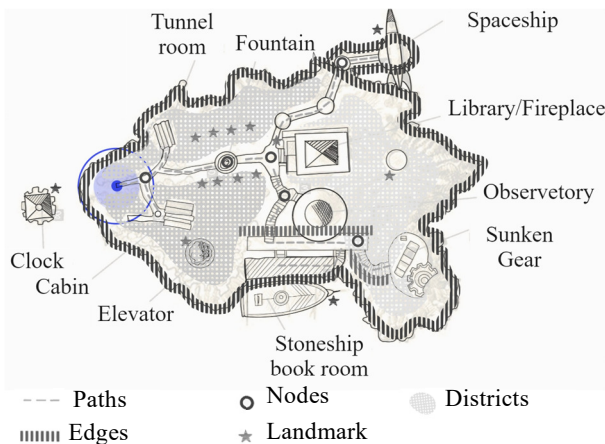 Tunnel
room
Fountain
Spaceship
Library/Fireplace
Observetory
Sunken
Gear
Clock
Cabin
Elevator
Stoneship
book room
Paths
Nodes
Districts
Edges
Landmark